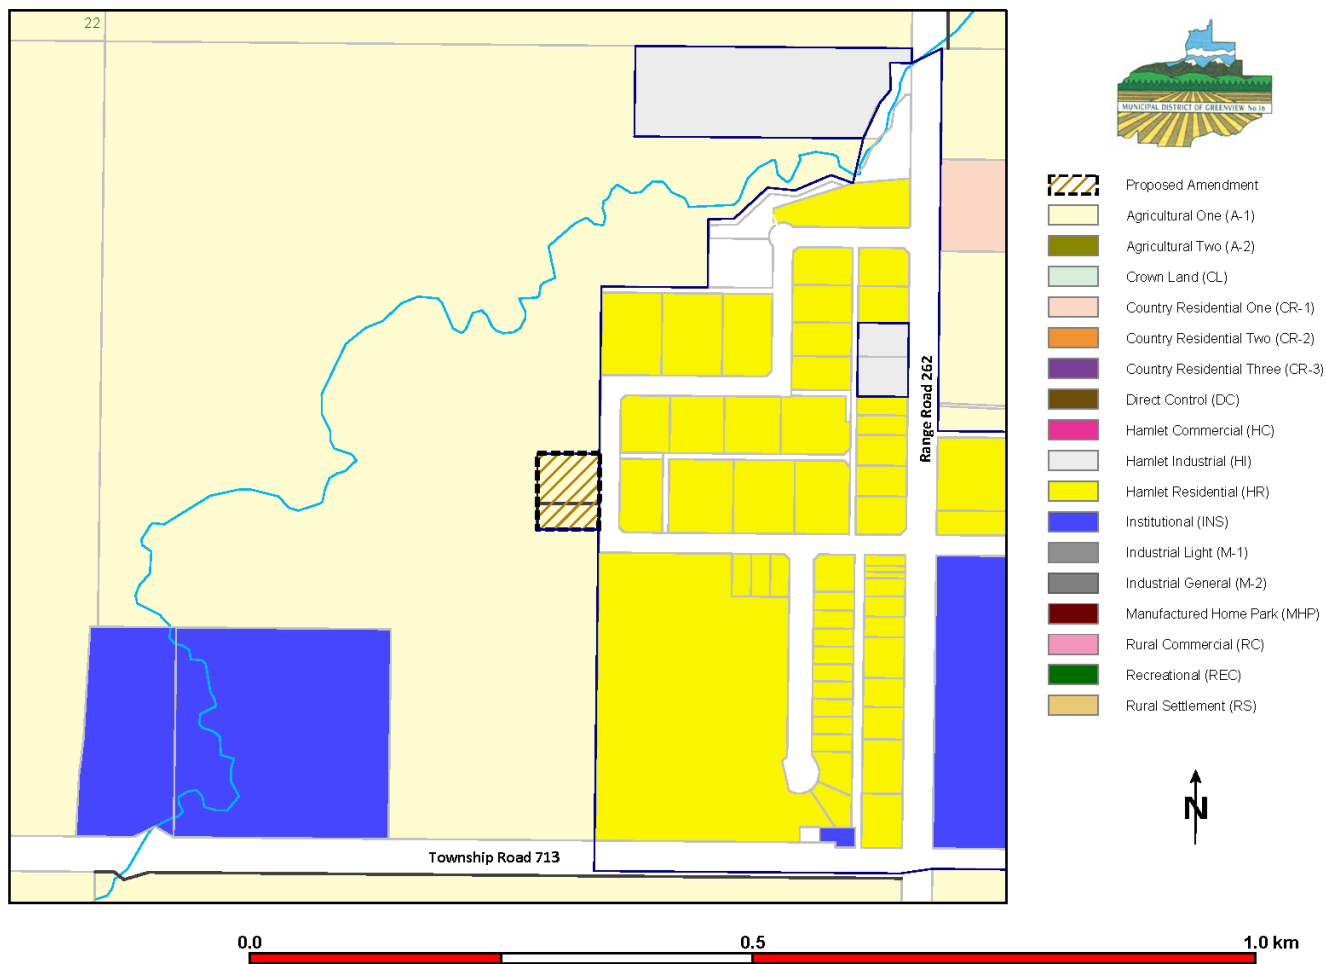 22
MUNICIPAL DISTRICT OF GREENVIEW No.16
Proposed Amendment
Agricultural One (A-1)
Agricultural Two (A-2)
Crown Land (CL)
Country Residential One (CR-1)
Country Residential Two (CR-2)
Country Residential Three (CR-3)
Direct Control (DC)
Hamlet Commercial (HC)
Hamlet Industrial (HI)
Hamlet Residential (HR)
Institutional (INS)
Industrial Light (M-1)
Industrial General (M-2)
Manufactured Home Park (MHP)
Rural Commercial (RC)
Recreational (REC)
Rural Settlement (RS)
Range Road 262
Township Road 713
N
0.0
0.5
1.0 km